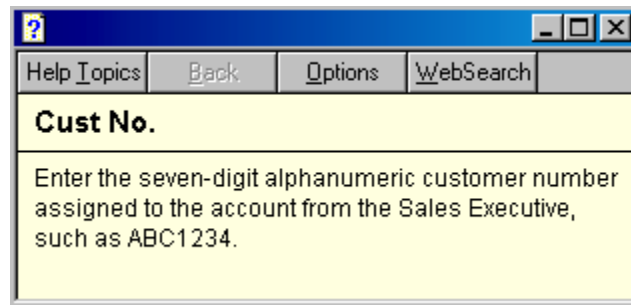 ?
Help Topics Back Options WebSearch
Cust No.
Enter the seven-digit alphanumeric customer number
assigned to the account from the Sales Executive,
such as ABC1234.